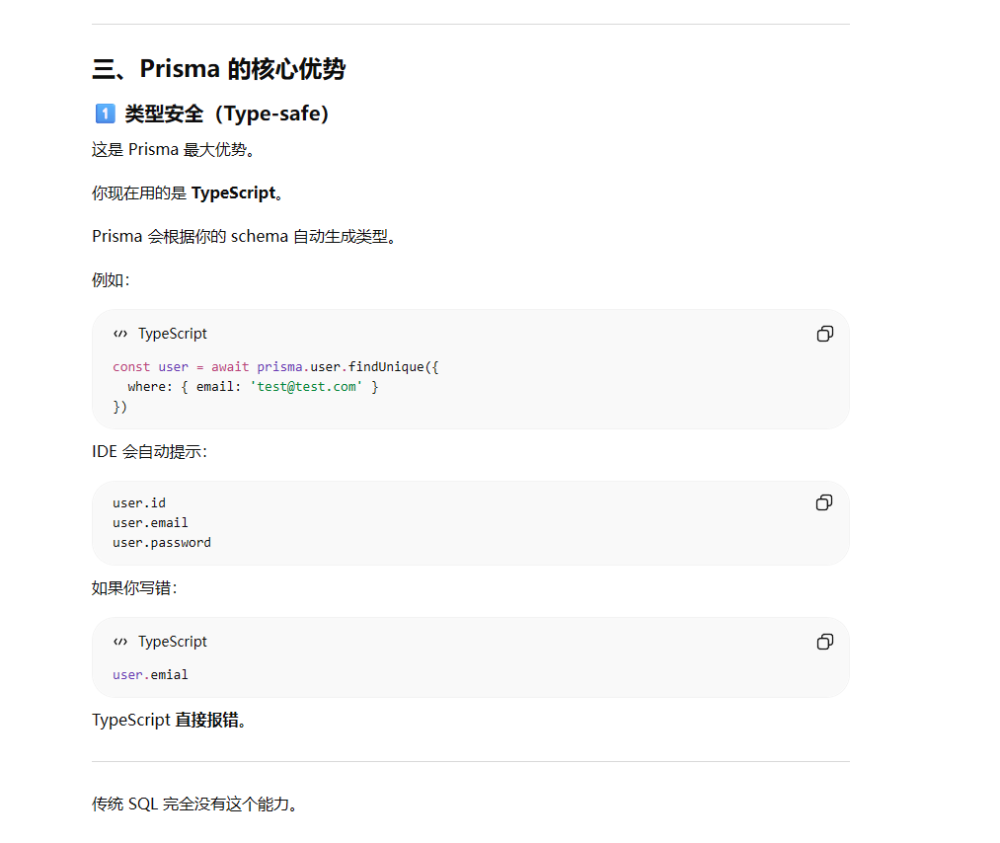 三、Prisma 的核心优势
1️⃣ 类型安全（Type-safe）
这是 Prisma 最大优势。
你现在用的是 TypeScript。
Prisma 会根据你的 schema 自动生成类型。
例如：
TypeScript
const user = await prisma.user.findUnique({
  where: { email: 'test@test.com' }
})
IDE 会自动提示：
user.id
user.email
user.password
如果你写错：
TypeScript
user.emial
TypeScript 直接报错。
传统 SQL 完全没有这个能力。